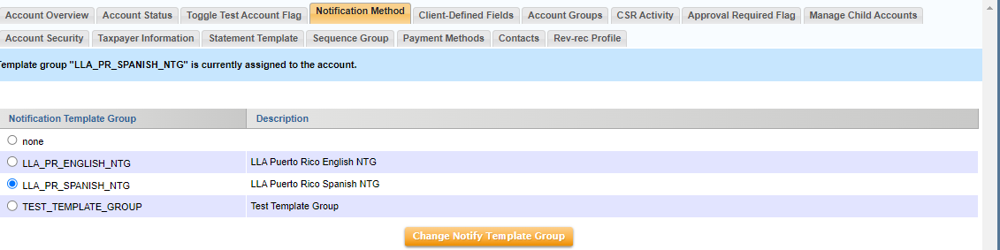 Account Overview Account Status Toggle Test Account Flag Notification Method Client-Defined Fields Account Groups CSR Activity Approval Required Flag Manage Child Accounts
Account Security Taxpayer Information Statement Template Sequence Group Payment Methods Contacts Rev-rec Profile
group "LLA_PR_SPANISH_NTG" is currently assigned to the account.
Notification Template Group Description
none
LLA_PR_ENGLISH_NTG LLA Puerto Rico English NTG
LLA_PR_SPANISH_NTG LLA Puerto Rico Spanish NTG
TEST_TEMPLATE_GROUP Test Template Group
Change Notify Template Group